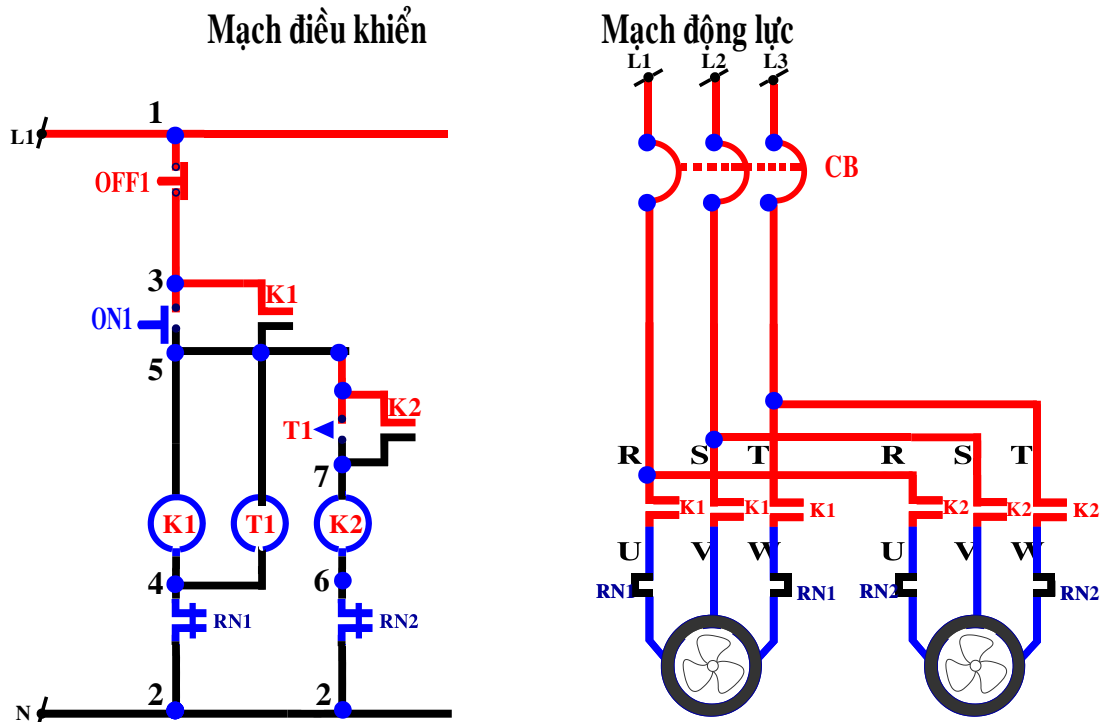 Mạch điều khiển
Mạch động lực
L1 L2 L3
1
L1
OFF1
CB
3
K1
ON1
5
K2
T1
7
R S T R S T
K1 K1 K1 K2 K2 K2
K1 T1 K2
U V W U V W
4 6
RN1 RN1 RN2 RN2
RN1 RN2
2 2
N